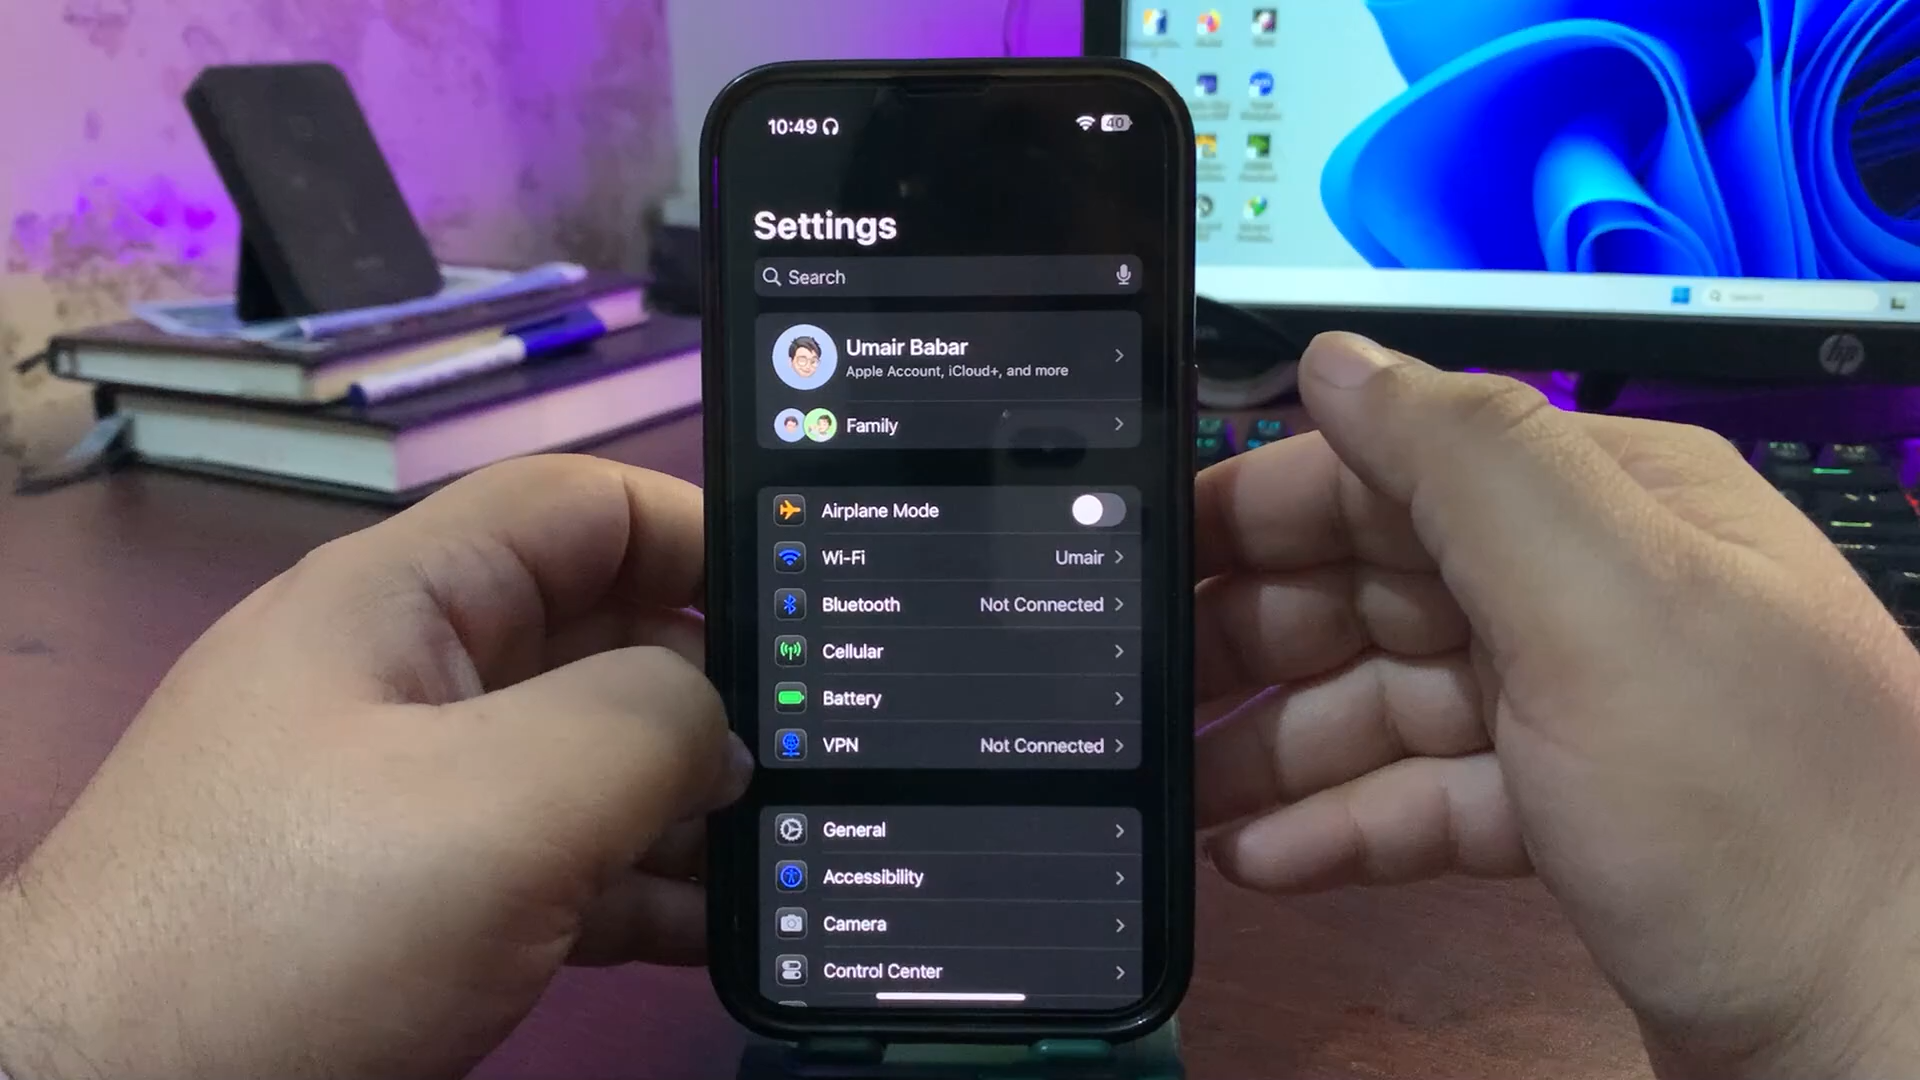 10:49
40
Settings
Search
Umair Babar
Apple Account, iCloud+, and more
Family
Airplane Mode
Wi-Fi Umair
Bluetooth Not Connected
Cellular
Battery
VPN Not Connected
General
Accessibility
Camera
Control Center
hp